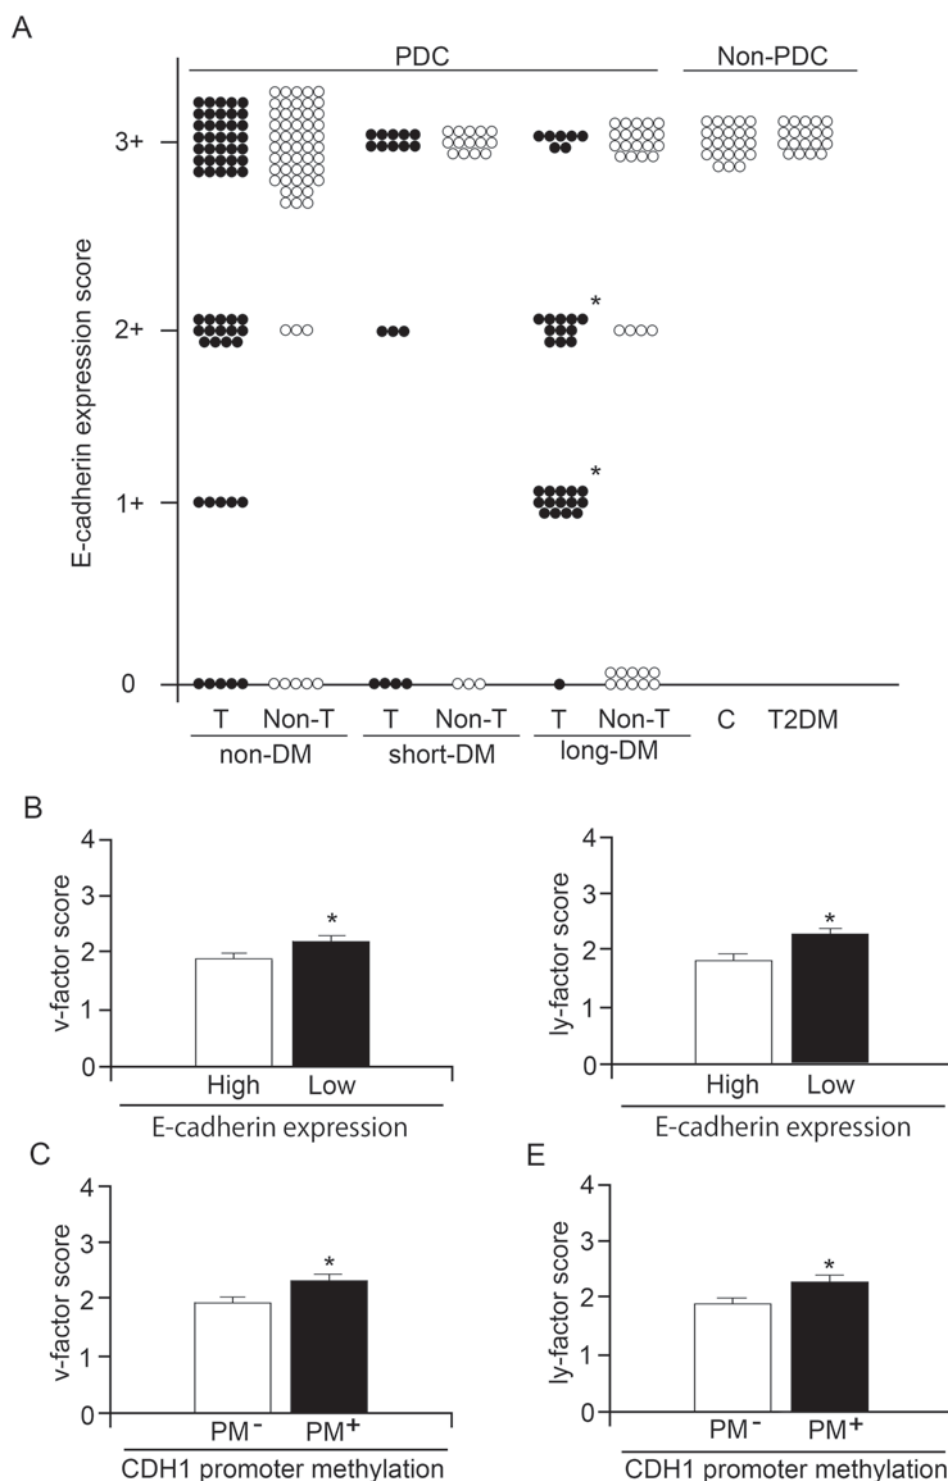 A
PDC Non-PDC
E-cadherin expression score
3+
2+
*
1+
*
0
T Non-T T Non-T T Non-T C T2DM
non-DM short-DM long-DM
B
v-factor score
4
3
2
1
0
*
High Low
E-cadherin expression
ly-factor score
4
3
2
1
0
*
High Low
E-cadherin expression
C
v-factor score
4
3
2
1
0
*
PM⁻ PM⁺
CDH1 promoter methylation
E
ly-factor score
4
3
2
1
0
*
PM⁻ PM⁺
CDH1 promoter methylation